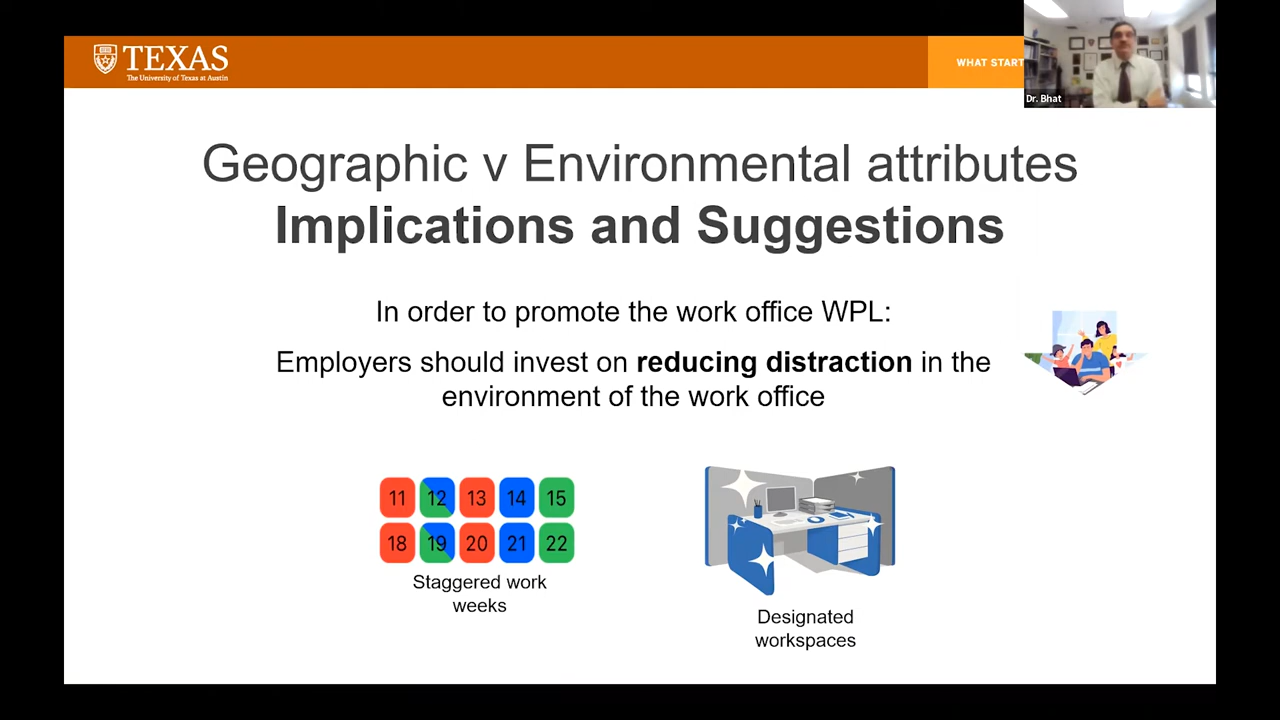 TEXAS
The University of Texas at Austin
WHAT START
Dr. Bhat
Geographic v Environmental attributes
Implications and Suggestions
In order to promote the work office WPL:
Employers should invest on reducing distraction in the
environment of the work office
11 12 13 14 15
18 19 20 21 22
Staggered work
weeks
Designated
workspaces